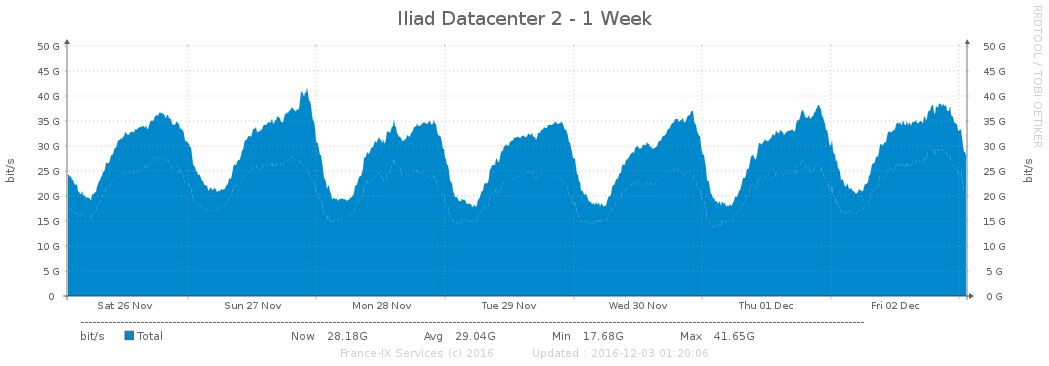 Iliad Datacenter 2 - 1 Week
RRDTOOL / TOBI OETIKER
bit/s
bit/s
50 G 50 G
45 G 45 G
40 G 40 G
35 G 35 G
30 G 30 G
25 G 25 G
20 G 20 G
15 G 15 G
10 G 10 G
5 G 5 G
0 0 G
Sat 26 Nov Sun 27 Nov Mon 28 Nov Tue 29 Nov Wed 30 Nov Thu 01 Dec Fri 02 Dec
bit/s Total Now 28.18G Avg 29.04G Min 17.68G Max 41.65G
France-IX Services (c) 2016 Updated : 2016-12-03 01:20:06